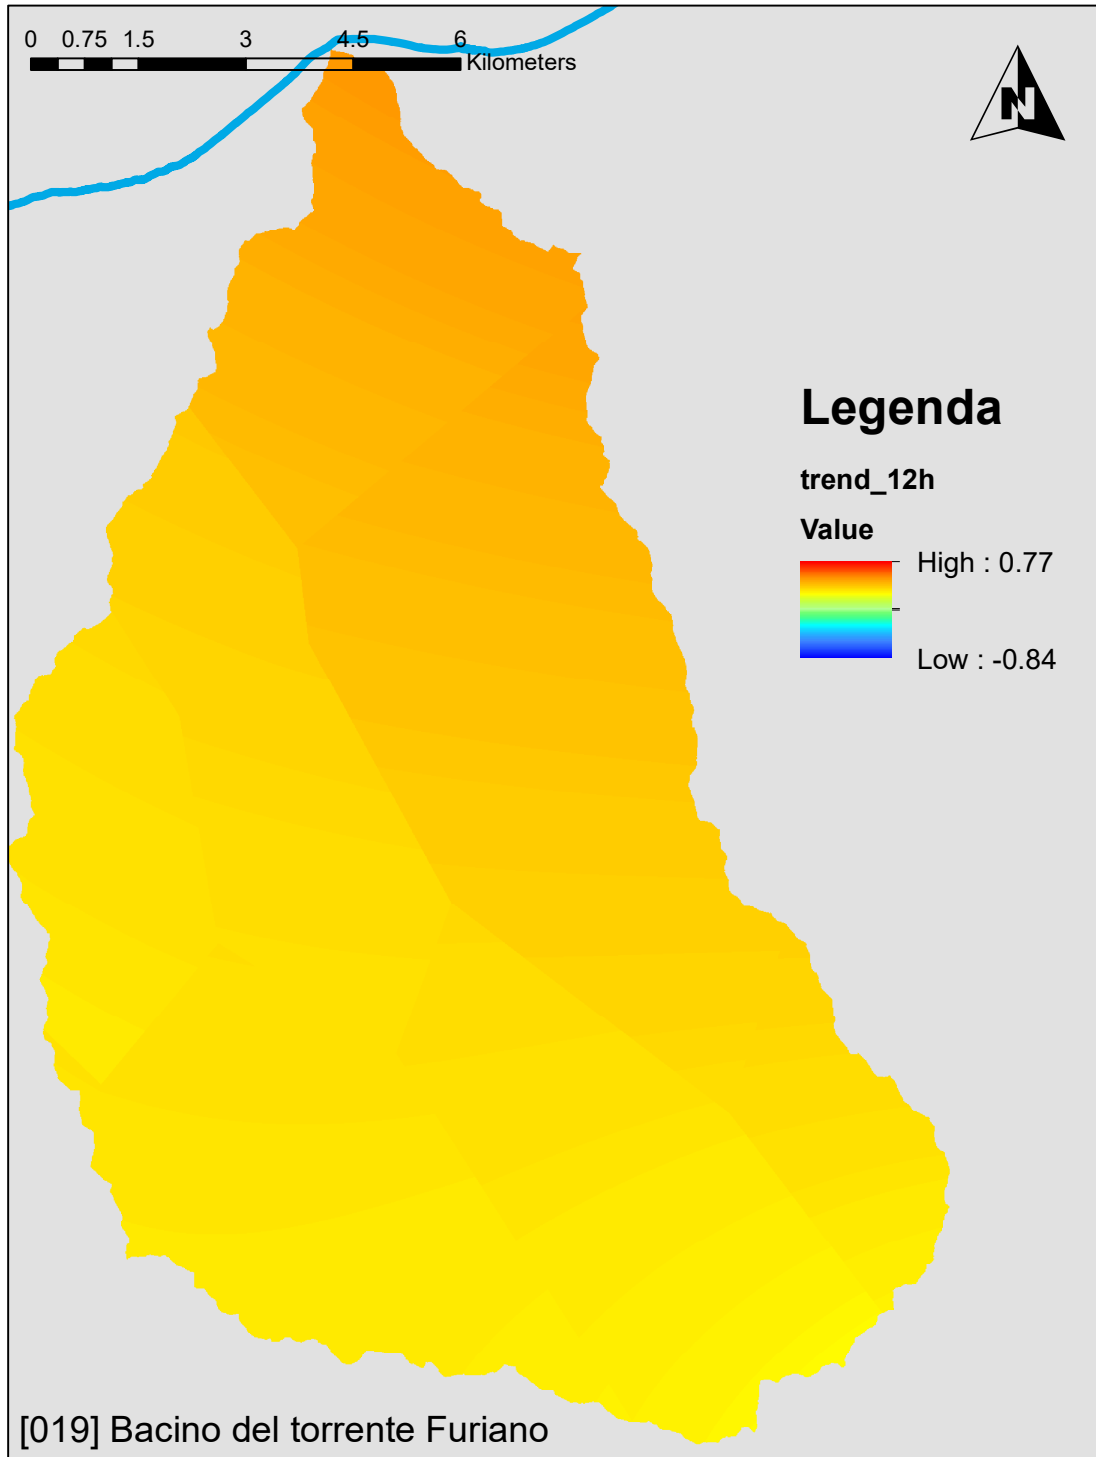 0 0.75 1.5 3 4.5 6
Kilometers
N
Legenda
trend_12h
Value
High : 0.77
Low : -0.84
[019] Bacino del torrente Furiano